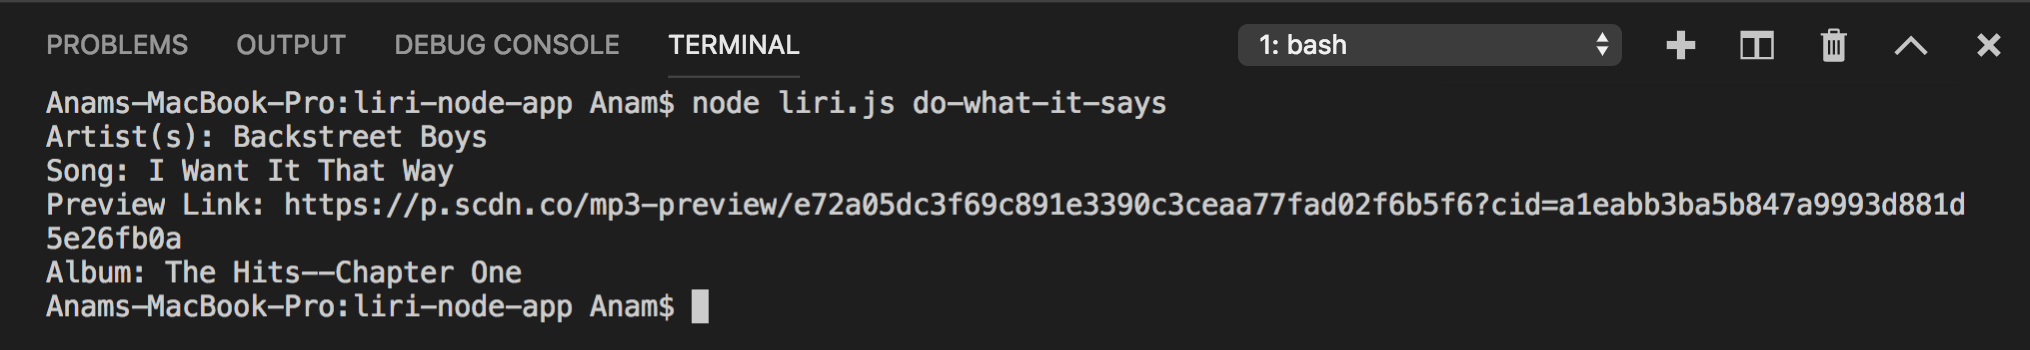 PROBLEMS OUTPUT DEBUG CONSOLE TERMINAL 1: bash
Anams-MacBook-Pro:liri-node-app Anam$ node liri.js do-what-it-says
Artist(s): Backstreet Boys
Song: I Want It That Way
Preview Link: https://p.scdn.co/mp3-preview/e72a05dc3f69c891e3390c3ceaa77fad02f6b5f6?cid=a1eabb3ba5b847a9993d881d
5e26fb0a
Album: The Hits--Chapter One
Anams-MacBook-Pro:liri-node-app Anam$